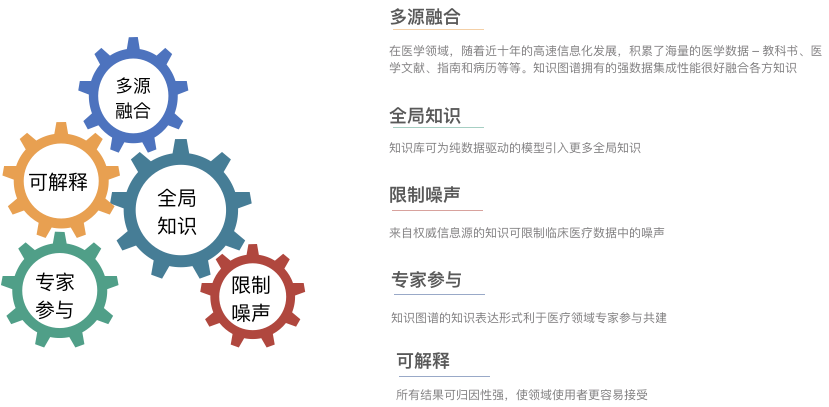 多源
融合
可解释
全局
知识
专家
参与
限制
噪声
多源融合
在医学领域，随着近十年的高速信息化发展，积累了海量的医学数据 – 教科书、医
学文献、指南和病历等等。知识图谱拥有的强数据集成性能很好融合各方知识
全局知识
知识库可为纯数据驱动的模型引入更多全局知识
限制噪声
来自权威信息源的知识可限制临床医疗数据中的噪声
专家参与
知识图谱的知识表达形式利于医疗领域专家参与共建
可解释
所有结果可归因性强，使领域使用者更容易接受